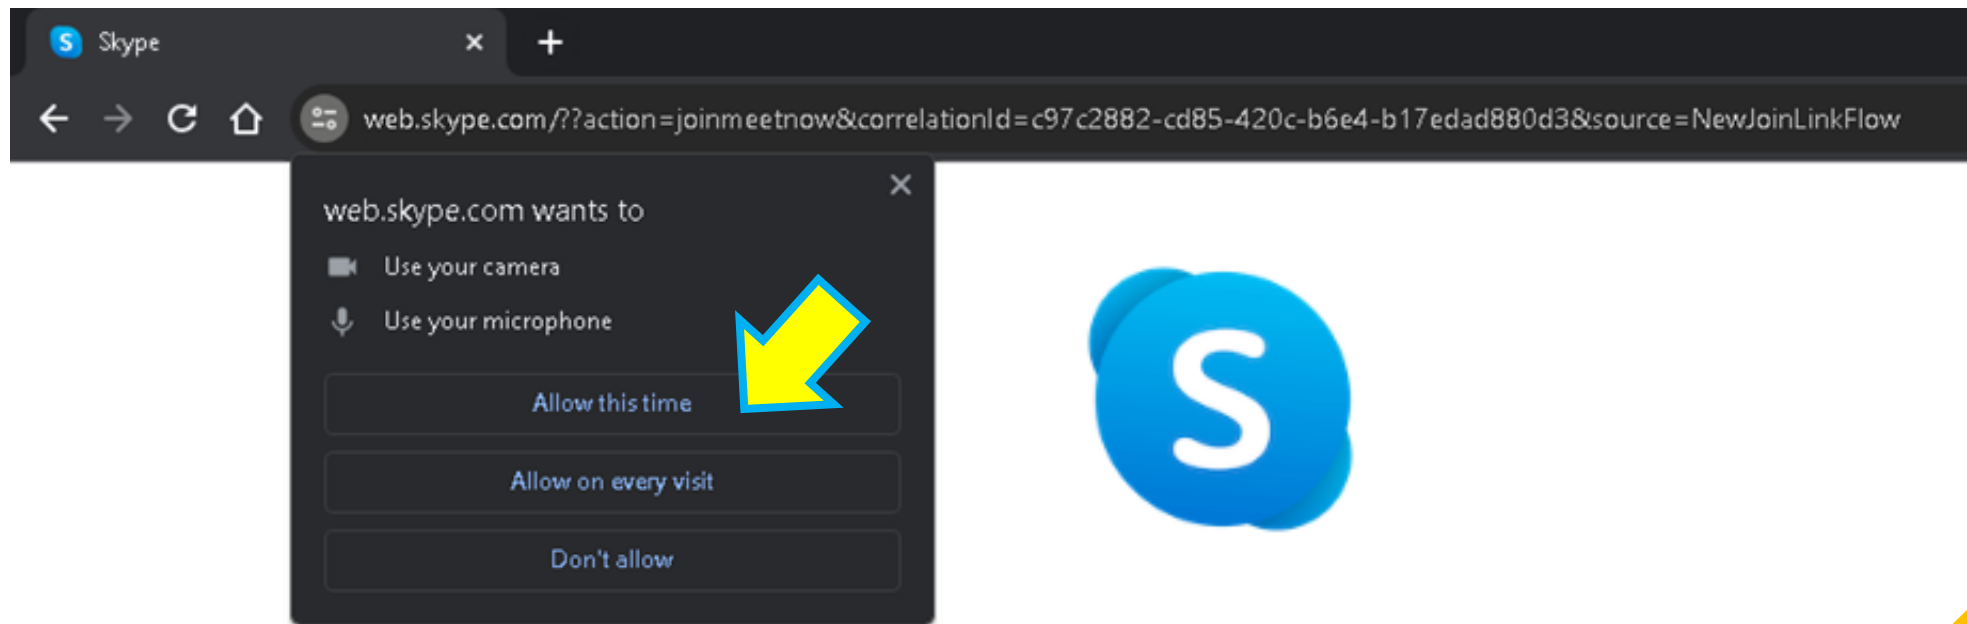 Skype
web.skype.com/??action=joinmeetnow&correlationId=c97c2882-cd85-420c-b6e4-b17edad880d3&source=NewJoinLinkFlow
web.skype.com wants to
Use your camera
Use your microphone
Allow this time
Allow on every visit
Don't allow
S